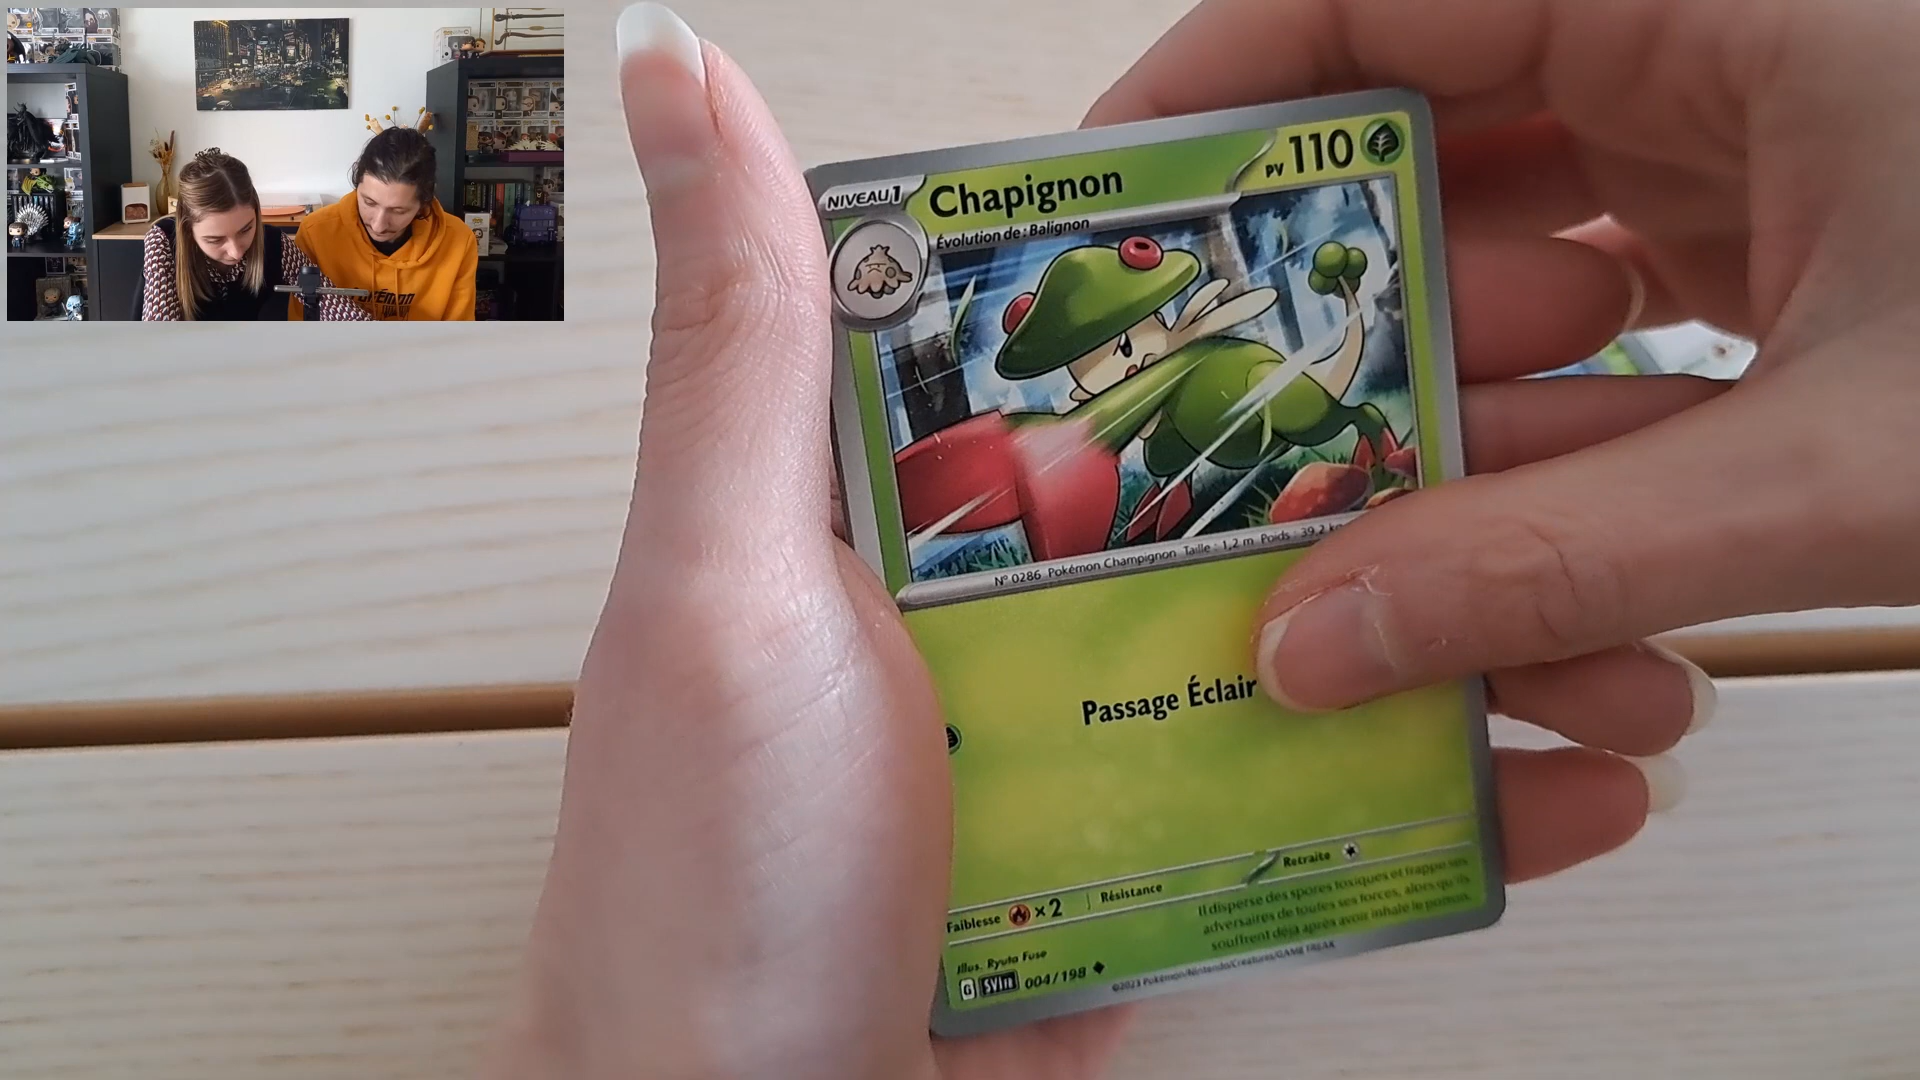 NIVEAU 1
Chapignon
PV 110
Évolution de : Balignon
N° 0286 Pokémon Champignon Taille : 1,2 m Poids : 39,2 kg
Passage Éclair
Faiblesse ×2
Résistance
Retraite
Il disperse des spores toxiques et frappe ses
adversaires de toutes ses forces, alors qu'ils
souffrent déjà après avoir inhalé le poison.
Illus. Ryuta Fuse
G SVI FR 004/198
©2023 Pokémon/Nintendo/Creatures/GAME FREAK